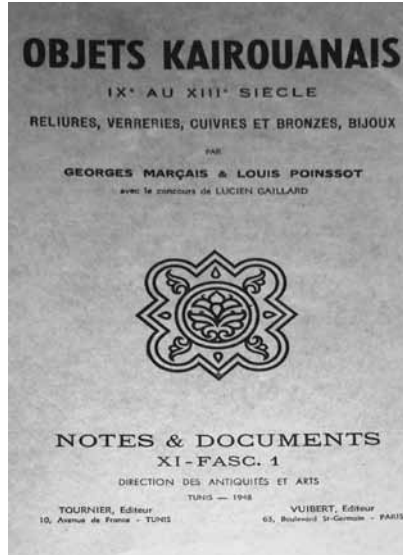 OBJETS KAIROUANAIS
IXᵉ AU XIIIᵉ SIÈCLE
RELIURES, VERRERIES, CUIVRES ET BRONZES, BIJOUX
PAR
GEORGES MARÇAIS & LOUIS POINSSOT
avec le concours de LUCIEN GAILLARD
NOTES & DOCUMENTS
XI - FASC. 1
DIRECTION DES ANTIQUITÉS ET ARTS
TUNIS — 1948
TOURNIER, Editeur
10, Avenue de France - TUNIS
VUIBERT, Editeur
63, Boulevard St-Germain - PARIS